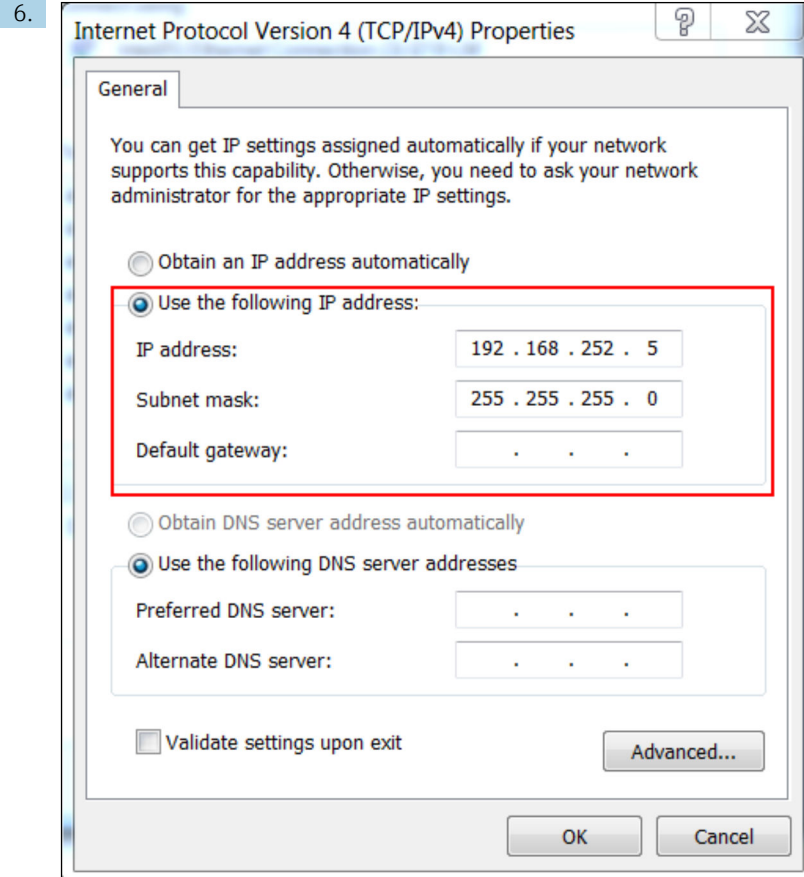 6.
Internet Protocol Version 4 (TCP/IPv4) Properties
General
You can get IP settings assigned automatically if your network
supports this capability. Otherwise, you need to ask your network
administrator for the appropriate IP settings.
Obtain an IP address automatically
Use the following IP address:
IP address: 192 . 168 . 252 . 5
Subnet mask: 255 . 255 . 255 . 0
Default gateway: . . .
Obtain DNS server address automatically
Use the following DNS server addresses
Preferred DNS server: . . .
Alternate DNS server: . . .
Validate settings upon exit
Advanced...
OK Cancel